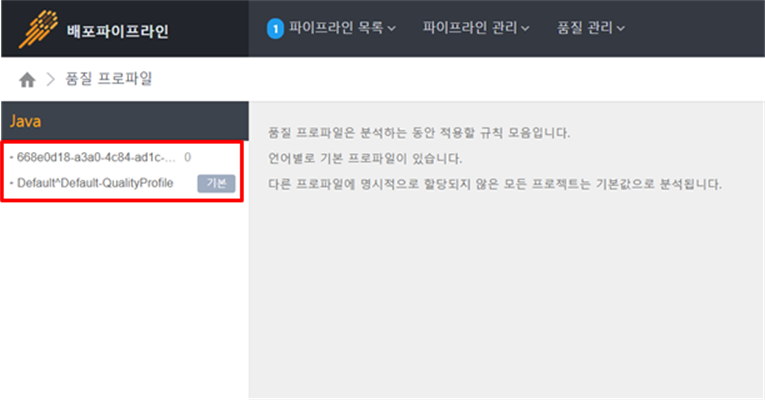 배포파이프라인
1 파이프라인 목록 파이프라인 관리 품질 관리
품질 프로파일
Java
668e0d18-a3a0-4c84-ad1c-... 0
Default^Default-QualityProfile 기본
품질 프로파일은 분석하는 동안 적용할 규칙 모음입니다.
언어별로 기본 프로파일이 있습니다.
다른 프로파일에 명시적으로 할당되지 않은 모든 프로젝트는 기본값으로 분석됩니다.